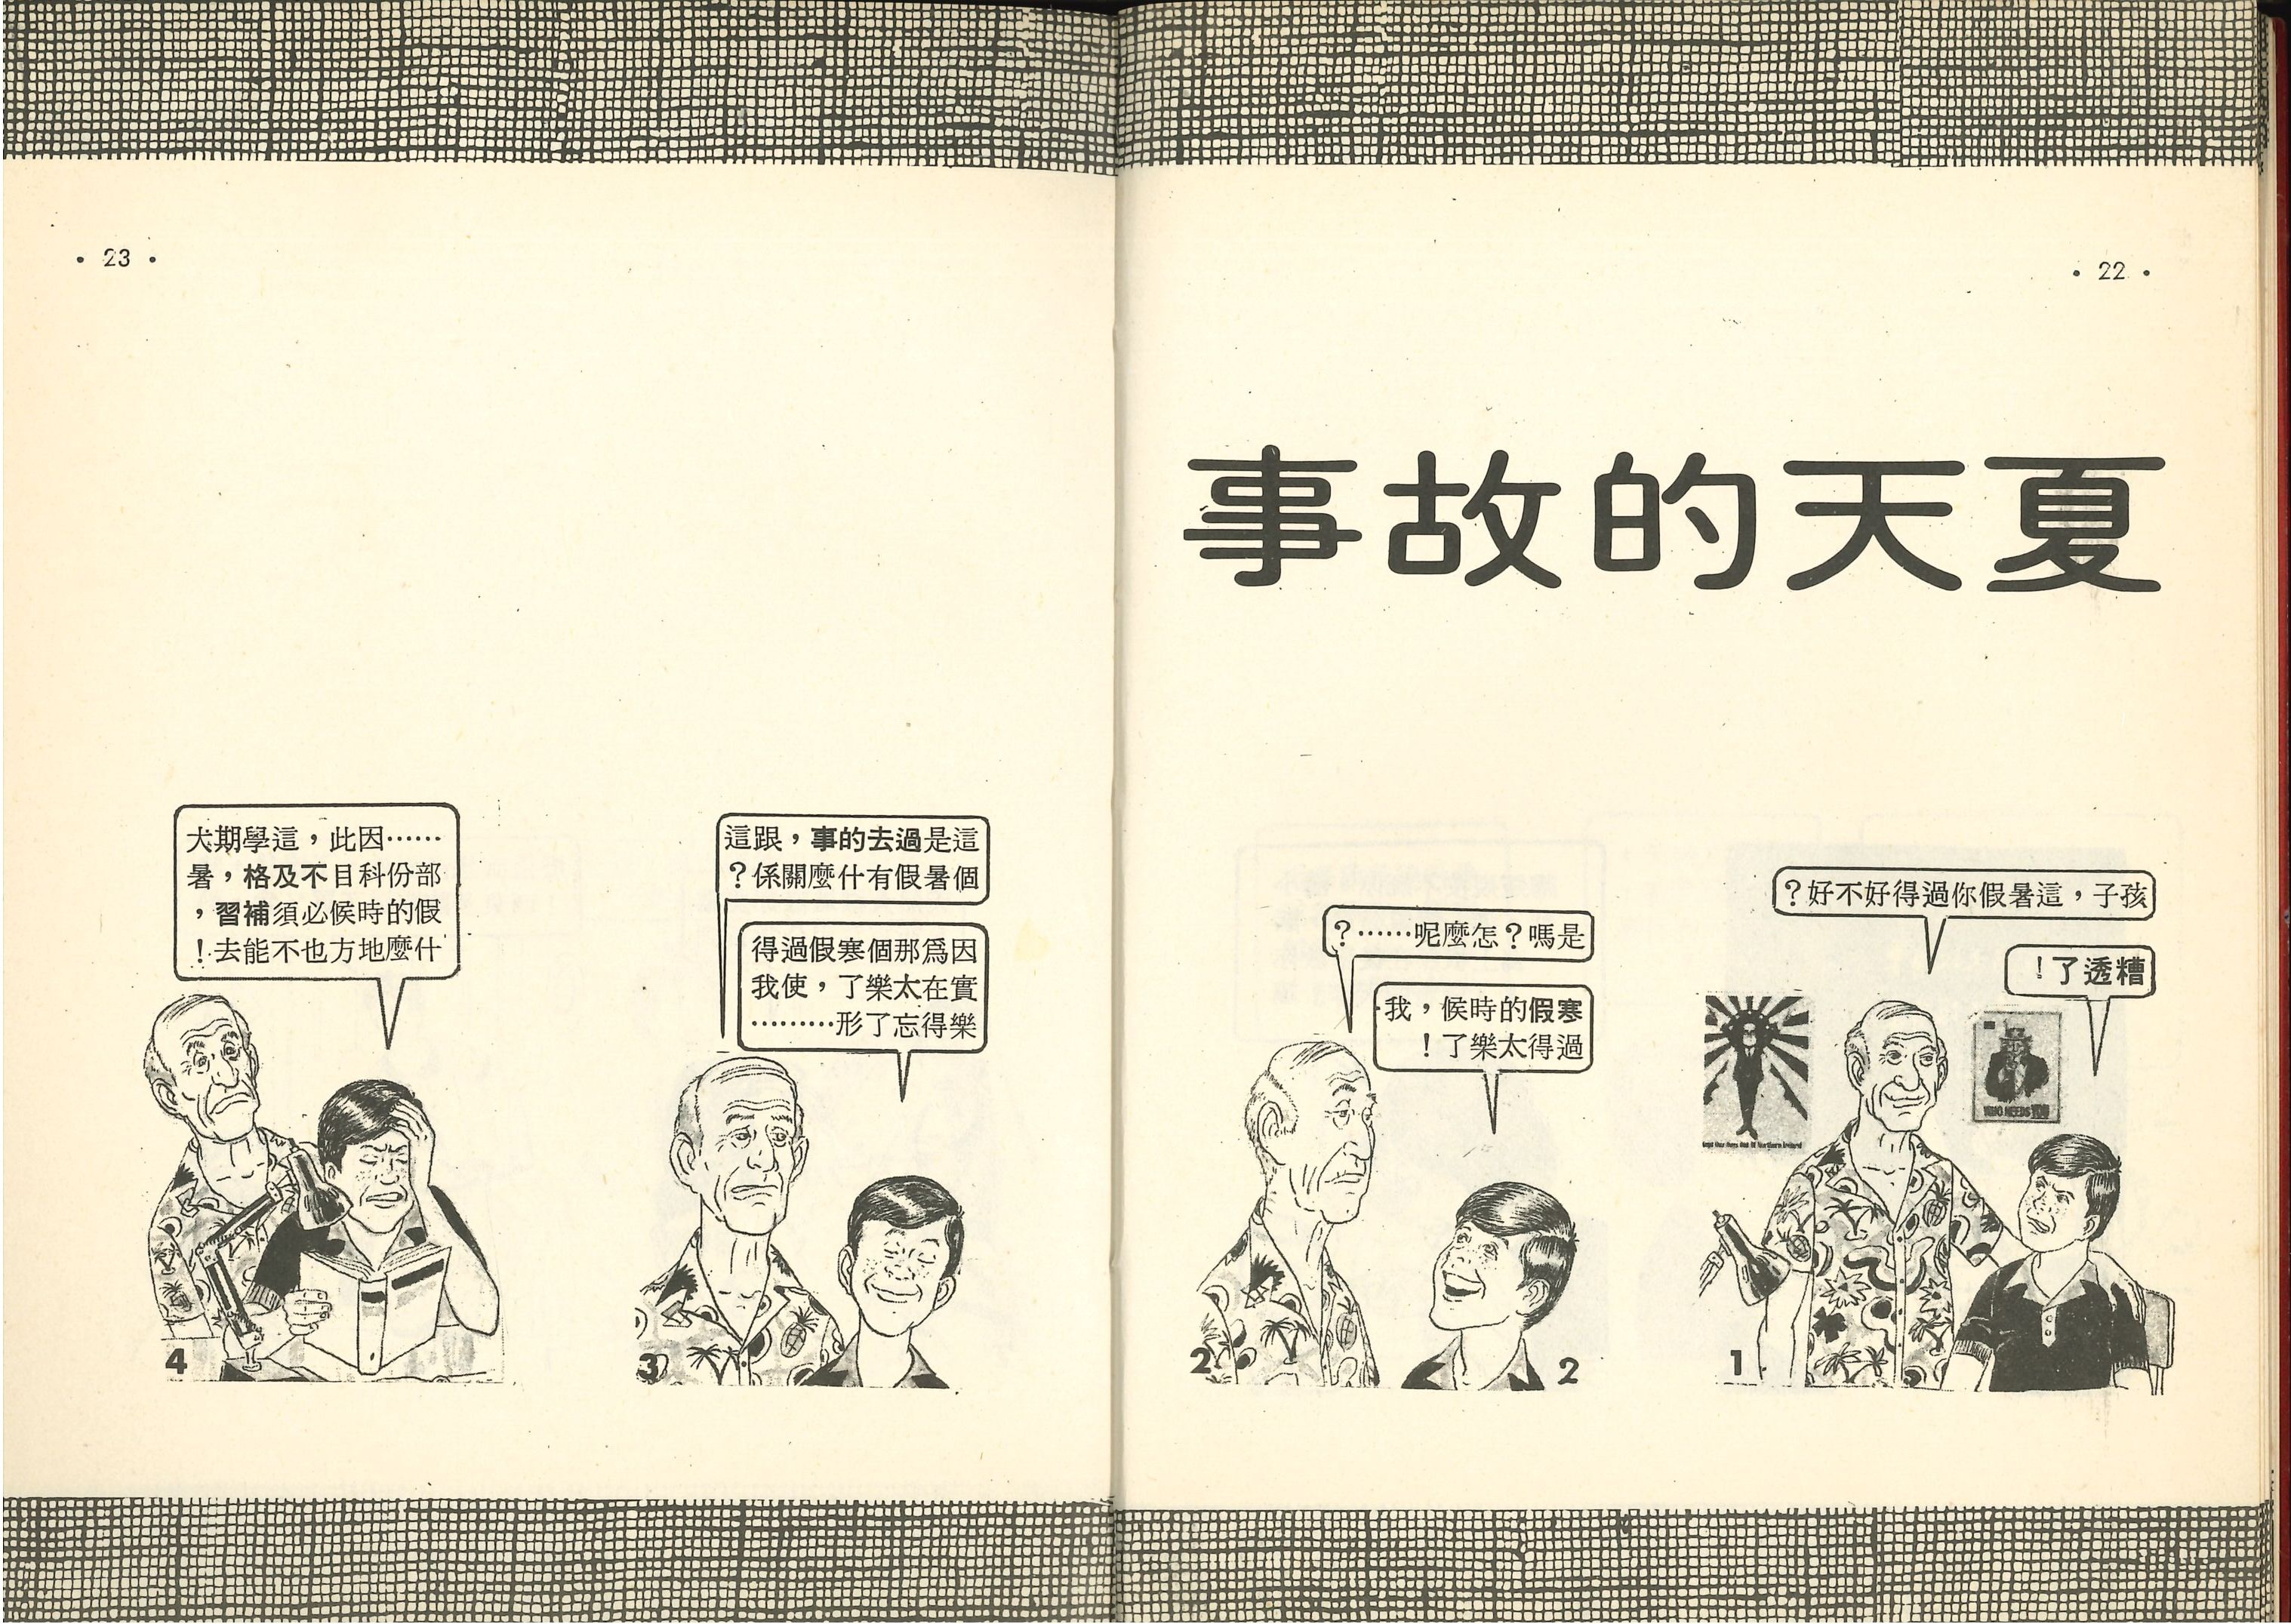 • 22 •
夏天的故事
孩子，這暑假你過得好不好？
糟透了！
WHO NEEDS YOU
1
是嗎？怎麼呢……？
寒假的時候，我
過得太樂了！
2
2
• 23 •
這是過去的事，跟這
個暑假有什麼關係？
因爲那個寒假過得
實在太樂了，使我
樂得忘了形………
3
……因此，這學期大
部份科目不及格，暑
假的時候必須補習，
什麼地方也不能去！
4